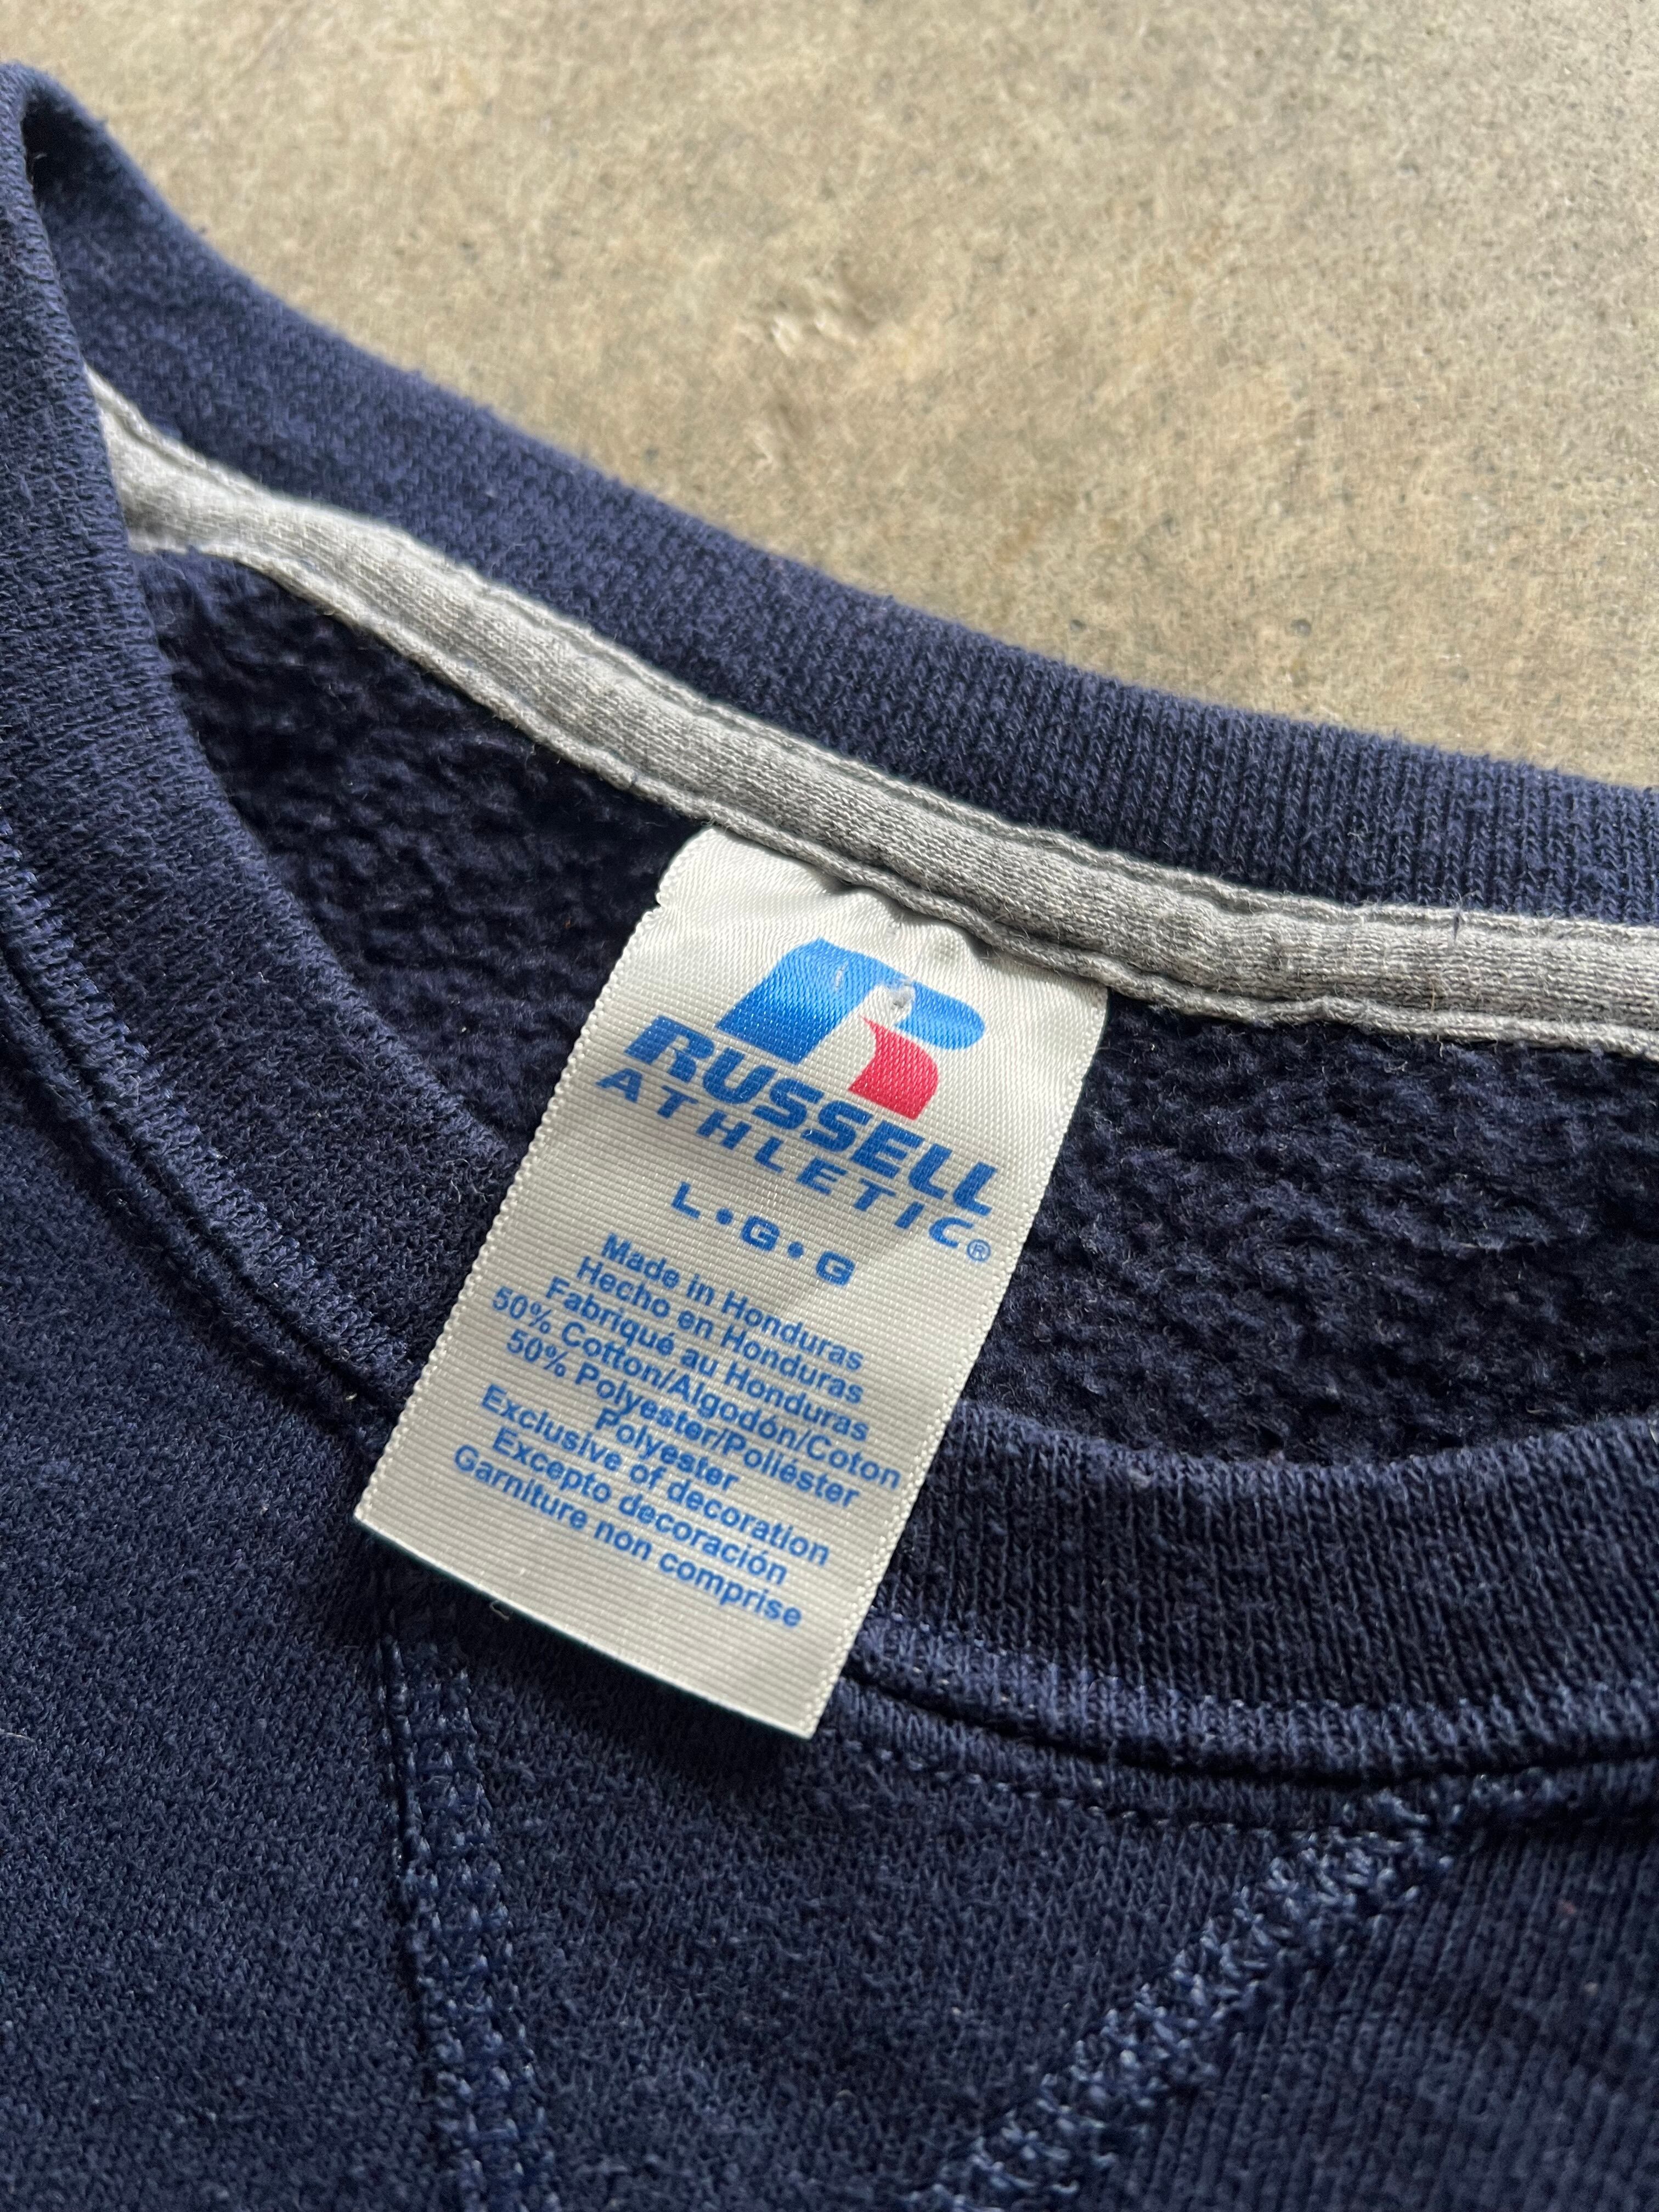 R
RUSSELL
ATHLETIC®
L•G•G
Made in Honduras
Hecho en Honduras
Fabriqué au Honduras
50% Cotton/Algodón/Coton
50% Polyester/Poliéster
Polyester
Exclusive of decoration
Excepto decoración
Garniture non comprise